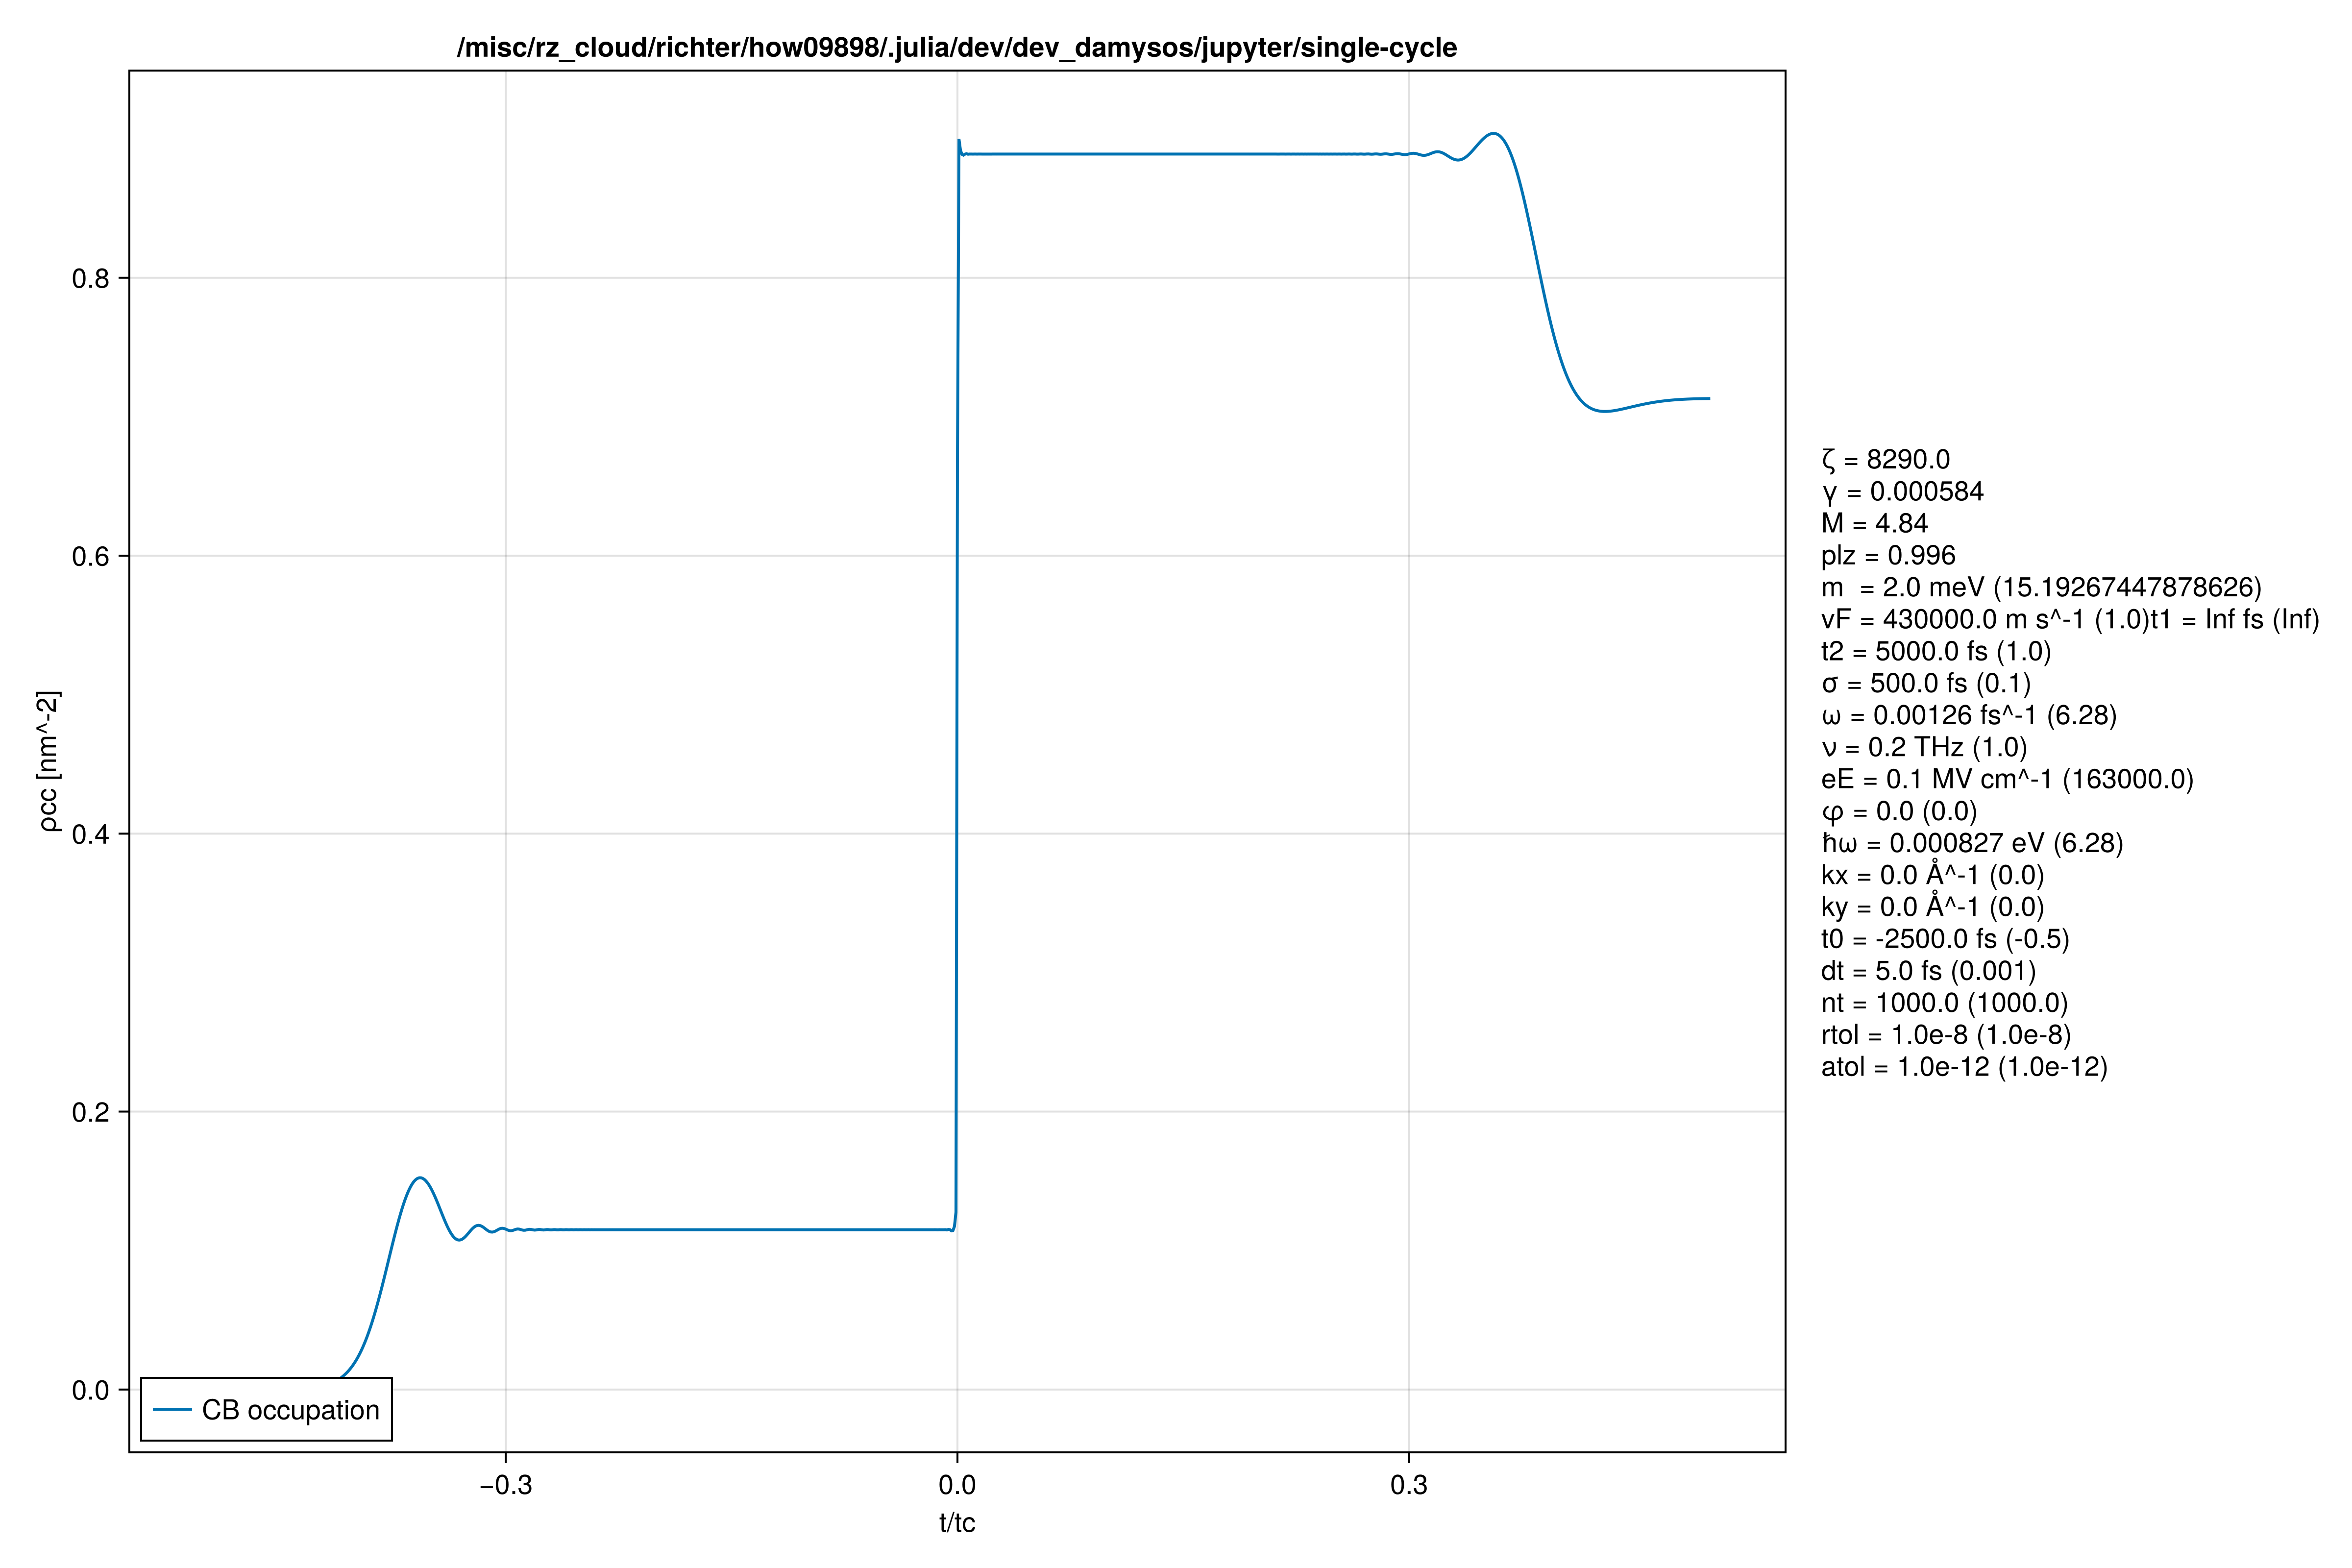 /misc/rz_cloud/richter/how09898/.julia/dev/dev_damysos/jupyter/single-cycle
0.8
0.6
0.4
0.2
0.0
ρcc [nm^-2]
CB occupation
−0.3
0.0
0.3
t/tc
ζ = 8290.0
γ = 0.000584
M = 4.84
plz = 0.996
m  = 2.0 meV (15.19267447878626)
vF = 430000.0 m s^-1 (1.0)t1 = Inf fs (Inf)
t2 = 5000.0 fs (1.0)
σ = 500.0 fs (0.1)
ω = 0.00126 fs^-1 (6.28)
ν = 0.2 THz (1.0)
eE = 0.1 MV cm^-1 (163000.0)
φ = 0.0 (0.0)
ħω = 0.000827 eV (6.28)
kx = 0.0 Å^-1 (0.0)
ky = 0.0 Å^-1 (0.0)
t0 = -2500.0 fs (-0.5)
dt = 5.0 fs (0.001)
nt = 1000.0 (1000.0)
rtol = 1.0e-8 (1.0e-8)
atol = 1.0e-12 (1.0e-12)